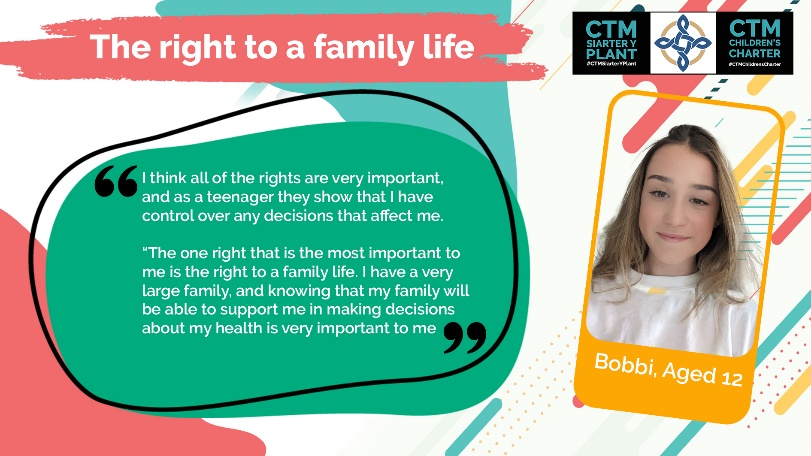 The right to a family life
CTM
SIARTER Y
PLANT
#CTMSiarterYPlant
CTM
CHILDREN'S
CHARTER
#CTMChildrensCharter
“I think all of the rights are very important,
and as a teenager they show that I have
control over any decisions that affect me.
“The one right that is the most important to
me is the right to a family life. I have a very
large family, and knowing that my family will
be able to support me in making decisions
about my health is very important to me”
Bobbi, Aged 12